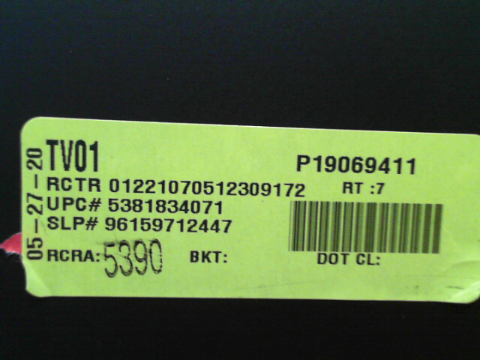 05-27-20
TV01
P19069411
RCTR 01221070512309172 RT :7
UPC# 5381834071
SLP# 96159712447
RCRA: 5390 BKT: DOT CL: